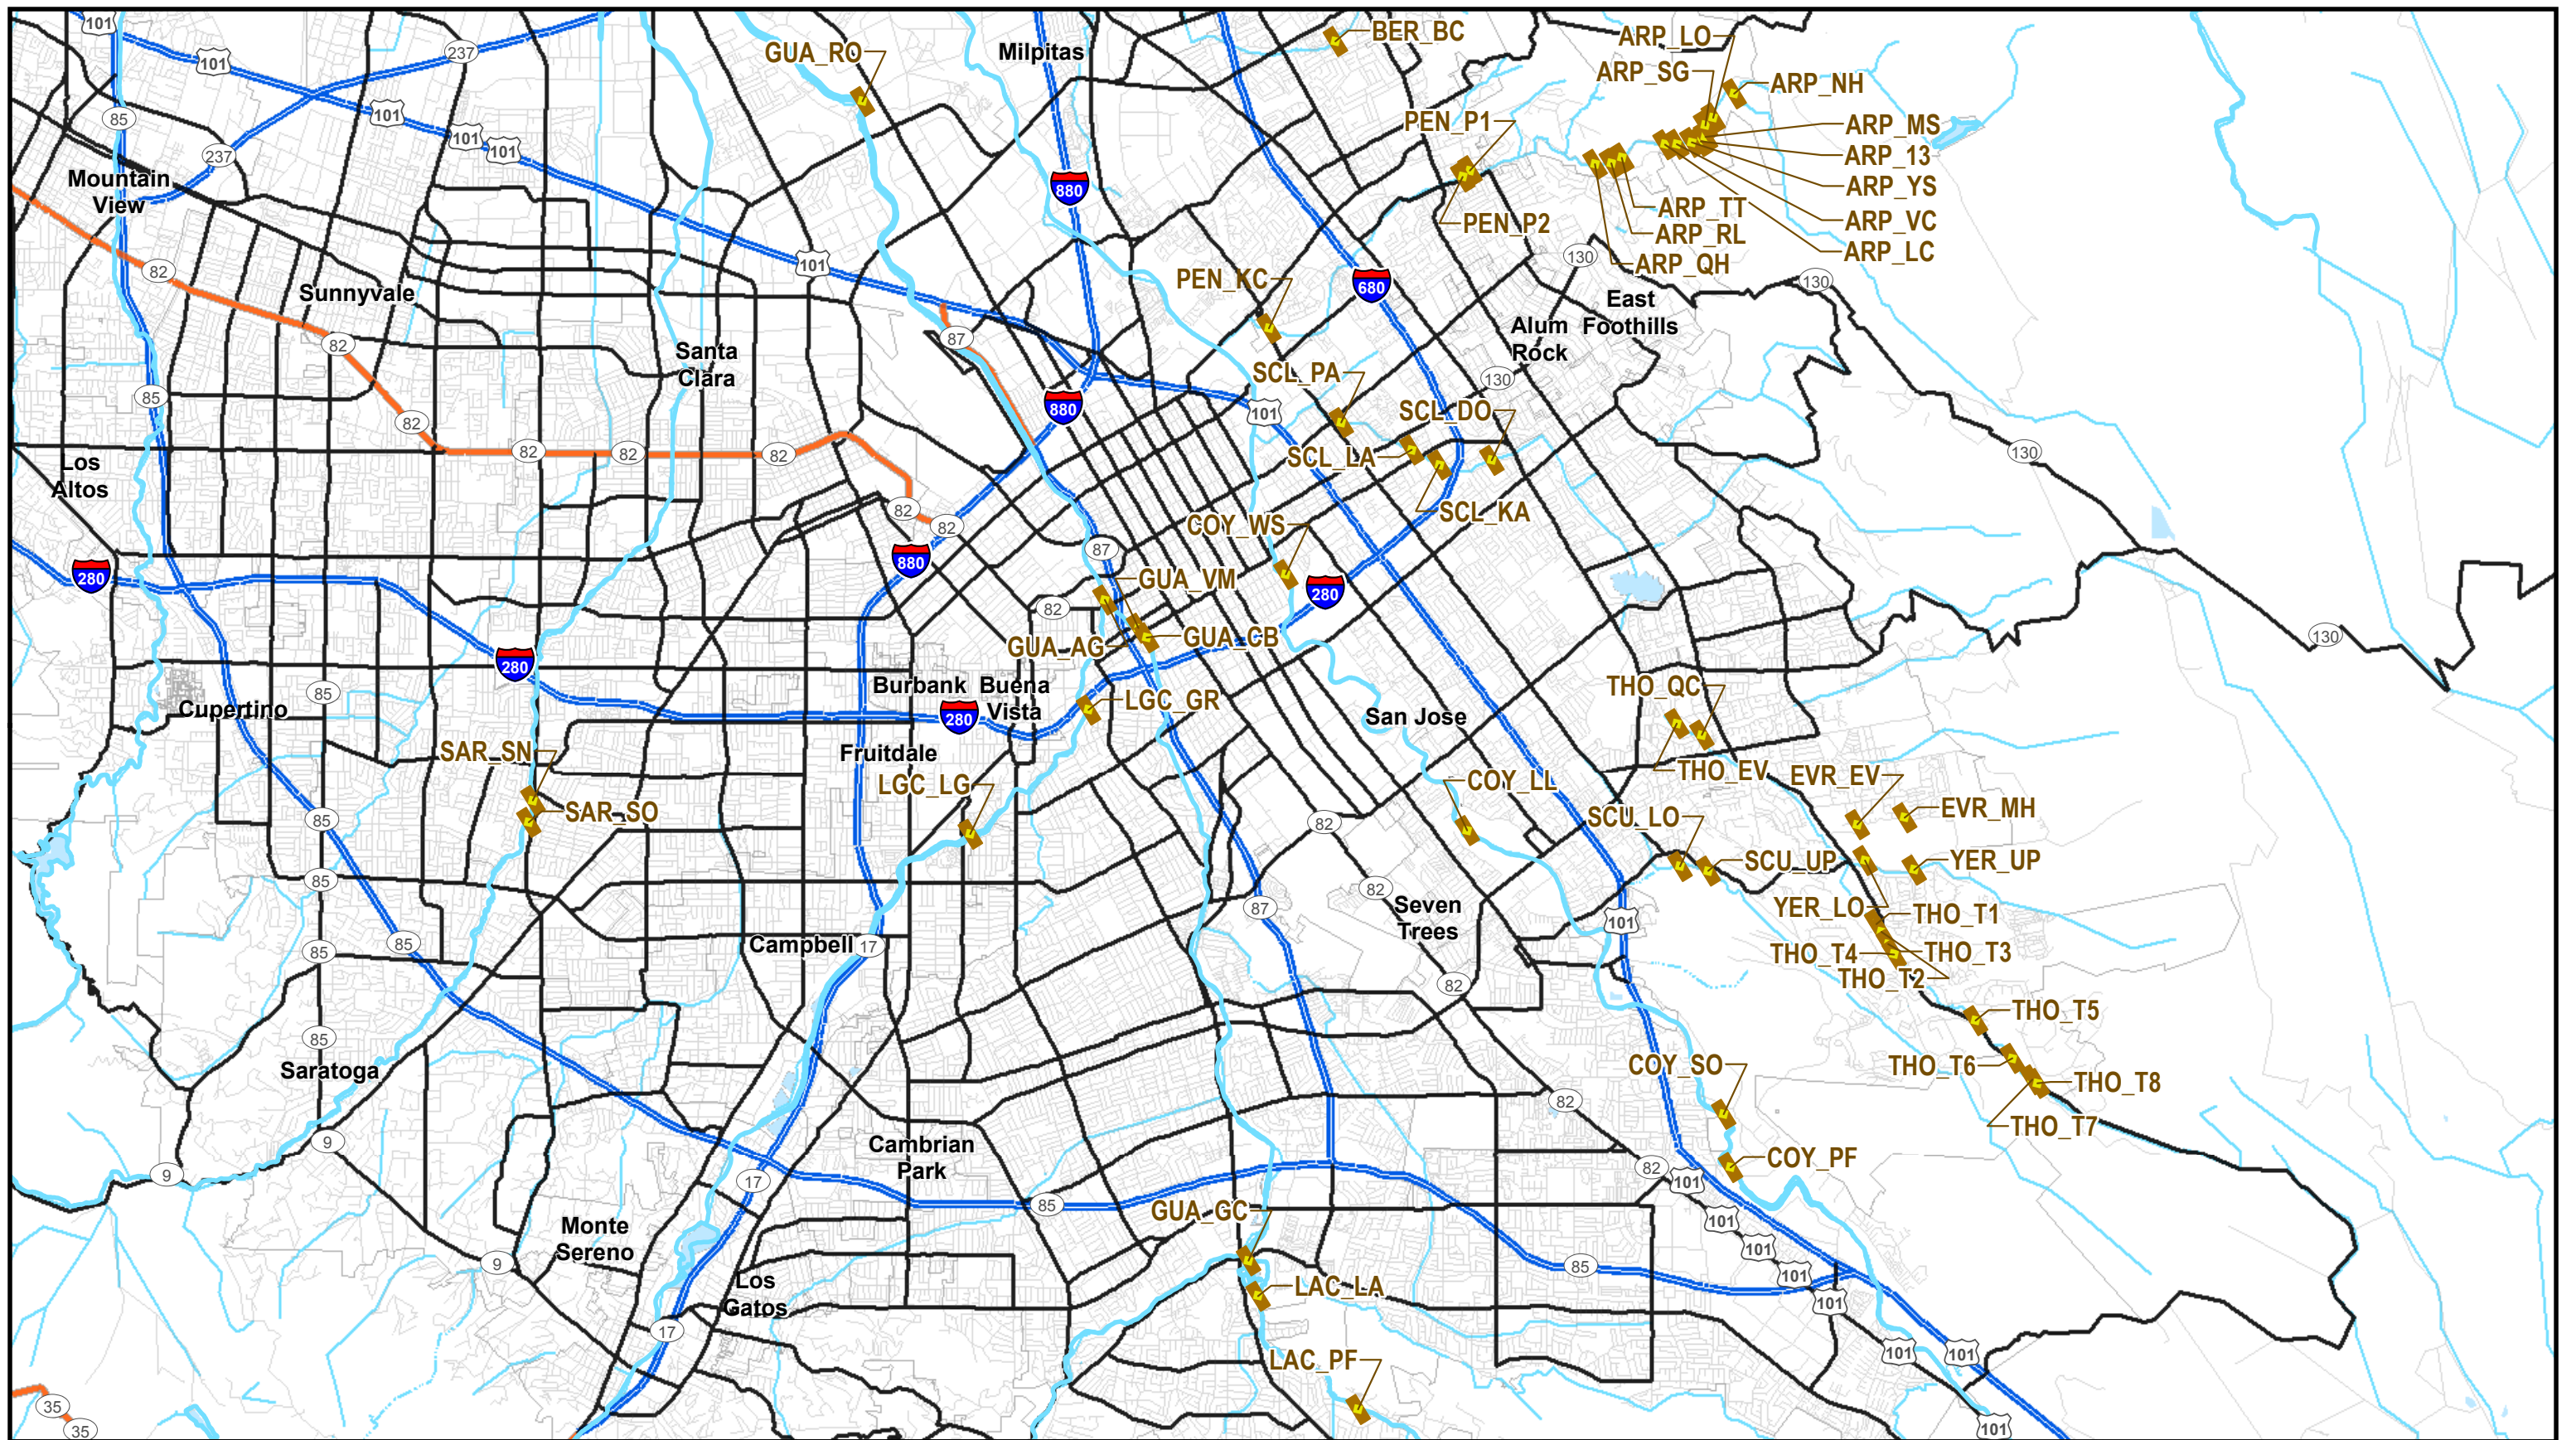 101
237
GUA_RO
Milpitas
BER_BC
ARP_LO
101
ARP_SG
ARP_NH
85
101
101
101
PEN_P1
ARP_MS
237
ARP_13
Mountain
View
880
ARP_YS
ARP_TT
ARP_VC
PEN_P2
ARP_RL
ARP_LC
ARP_QH
130
101
82
PEN_KC
680
130
Sunnyvale
East
Foothills
82
87
Alum
Rock
Santa
Clara
SCL_PA
130
85
880
101
SCL_DO
82
82
82
82
SCL_LA
130
Los
Altos
82
82
SCL_KA
COY_WS
87
880
280
GUA_VM
280
82
GUA_AG
GUA_CB
130
280
85
Burbank
Buena
Vista
THO_QC
LGC_GR
Cupertino
280
San Jose
SAR_SN
Fruitdale
THO_EV
EVR_EV
LGC_LG
COY_LL
SAR_SO
85
82
SCU_LO
EVR_MH
SCU_UP
YER_UP
85
82
87
Seven
Trees
YER_LO
THO_T1
101
85
85
Campbell
17
THO_T4
THO_T3
THO_T2
82
THO_T5
85
Saratoga
COY_SO
THO_T6
THO_T8
82
THO_T7
9
Cambrian
Park
9
17
COY_PF
82
101
85
GUA_GC
101
Monte
Sereno
101
9
85
101
Los
Gatos
LAC_LA
101
17
LAC_PF
101
101
35
35
101